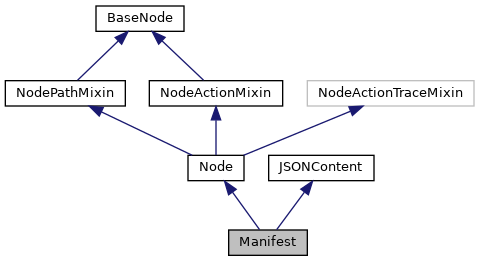 BaseNode
NodePathMixin
NodeActionMixin
NodeActionTraceMixin
Node
JSONContent
Manifest